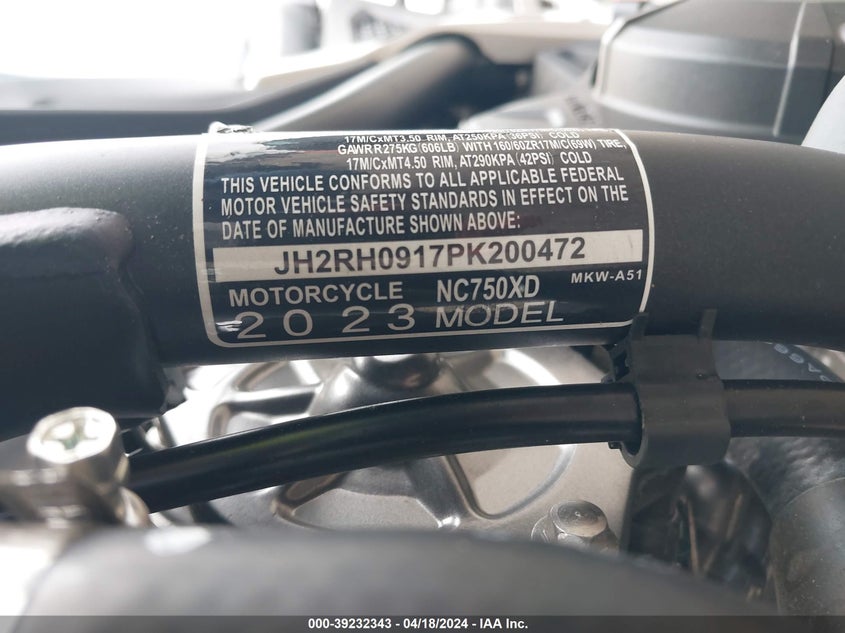 17M/CxMT3.50 RIM, AT250KPA (36PSI) COLD
GAWR R275KG (606LB) WITH 160/60ZR17M/C(69W) TIRE,
17M/CxMT4.50 RIM, AT290KPA (42PSI) COLD
THIS VEHICLE CONFORMS TO ALL APPLICABLE FEDERAL
MOTOR VEHICLE SAFETY STANDARDS IN EFFECT ON THE
DATE OF MANUFACTURE SHOWN ABOVE:
JH2RH0917PK200472
MOTORCYCLE NC750XD MKW-A51
2023 MODEL
000-39232343 - 04/18/2024 - IAA Inc.